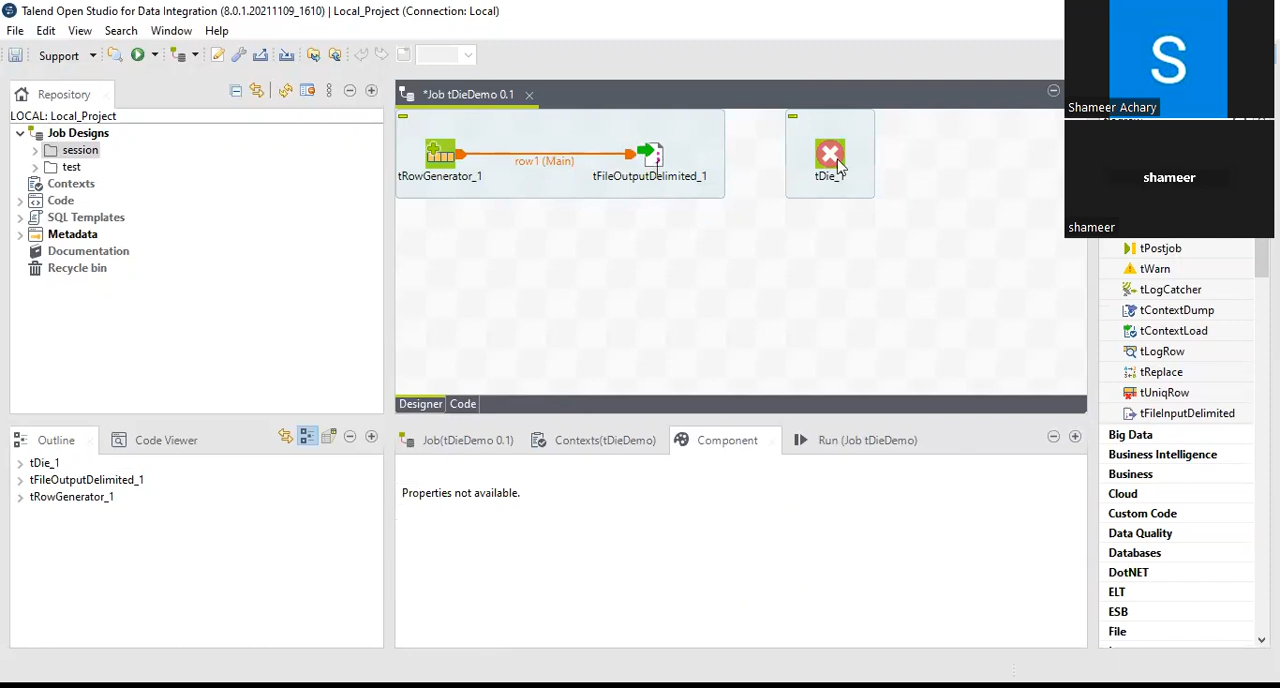 Talend Open Studio for Data Integration (8.0.1.20211109_1610) | Local_Project (Connection: Local)
File Edit View Search Window Help
Support
Repository
LOCAL: Local_Project
Job Designs
session
test
Contexts
Code
SQL Templates
Metadata
Documentation
Recycle bin
*Job tDieDemo 0.1
row1 (Main)
tRowGenerator_1
tFileOutputDelimited_1
tDie_1
Designer Code
S
Shameer Achary
shameer
shameer
tPostjob
tWarn
tLogCatcher
tContextDump
tContextLoad
tLogRow
tReplace
tUniqRow
tFileInputDelimited
Big Data
Business Intelligence
Business
Cloud
Custom Code
Data Quality
Databases
DotNET
ELT
ESB
File
Outline Code Viewer
tDie_1
tFileOutputDelimited_1
tRowGenerator_1
Job(tDieDemo 0.1) Contexts(tDieDemo) Component Run (Job tDieDemo)
Properties not available.